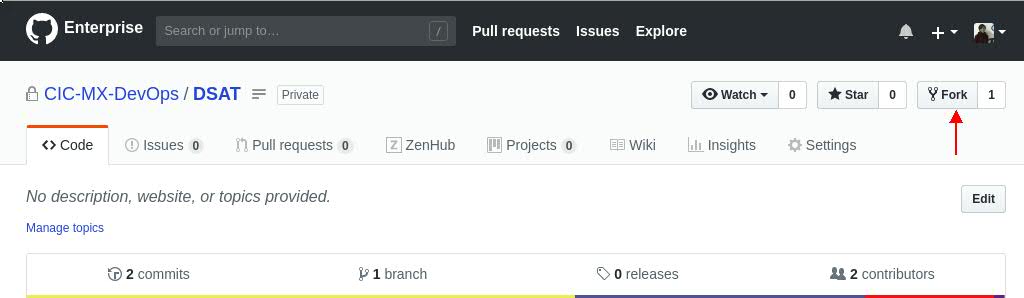 Enterprise Search or jump to… / Pull requests Issues Explore
CIC-MX-DevOps / DSAT Private Watch 0 Star 0 Fork 1
Code Issues 0 Pull requests 0 Z ZenHub Projects 0 Wiki Insights Settings
No description, website, or topics provided. Edit
Manage topics
2 commits 1 branch 0 releases 2 contributors